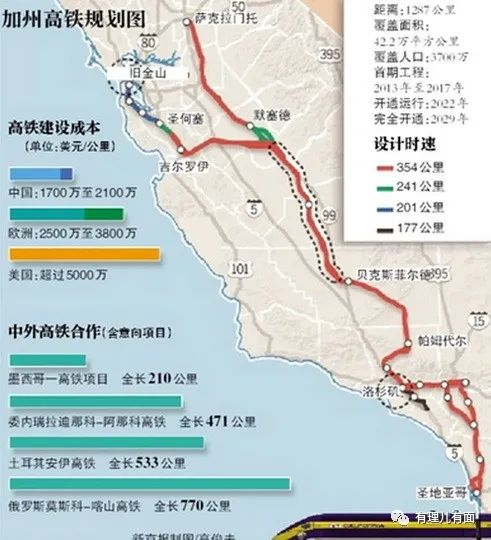 加州高铁规划图
距离:1287公里
覆盖面积:
42.2万平方公里
覆盖人口:3700万
首期工程:
2013年至2017年
开通运行:2022年
完全开通:2029年
设计时速
354公里
241公里
201公里
177公里
50
80
395
萨克拉门托
旧金山
圣何塞
默塞德
吉尔罗伊
99
5
101
贝克斯菲尔德
395
15
帕姆代尔
洛杉矶
5
圣地亚哥
高铁建设成本
(单位:美元/公里)
中国:1700万至2100万
欧洲:2500万至3800万
美国:超过5000万
中外高铁合作(含意向项目)
墨西哥一高铁项目 全长210公里
委内瑞拉迪那科-阿那科高铁 全长471公里
土耳其安伊高铁 全长533公里
俄罗斯莫斯科-喀山高铁 全长770公里
新京报制图/高俊夫
CALIFORNIA
有理儿有面